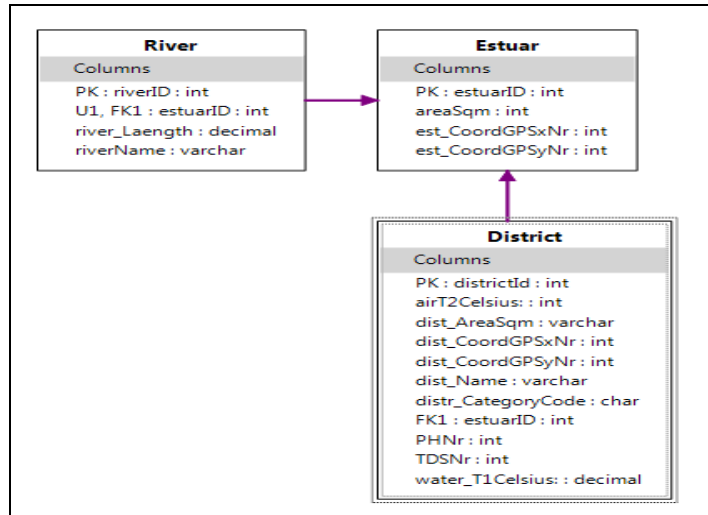 River
Columns
PK : riverID : int
U1, FK1 : estuarID : int
river_Laength : decimal
riverName : varchar
Estuar
Columns
PK : estuarID : int
areaSqm : int
est_CoordGPSxNr : int
est_CoordGPSyNr : int
District
Columns
PK : districtId : int
airT2Celsius: : int
dist_AreaSqm : varchar
dist_CoordGPSxNr : int
dist_CoordGPSyNr : int
dist_Name : varchar
distr_CategoryCode : char
FK1 : estuarID : int
PHNr : int
TDSNr : int
water_T1Celsius: : decimal